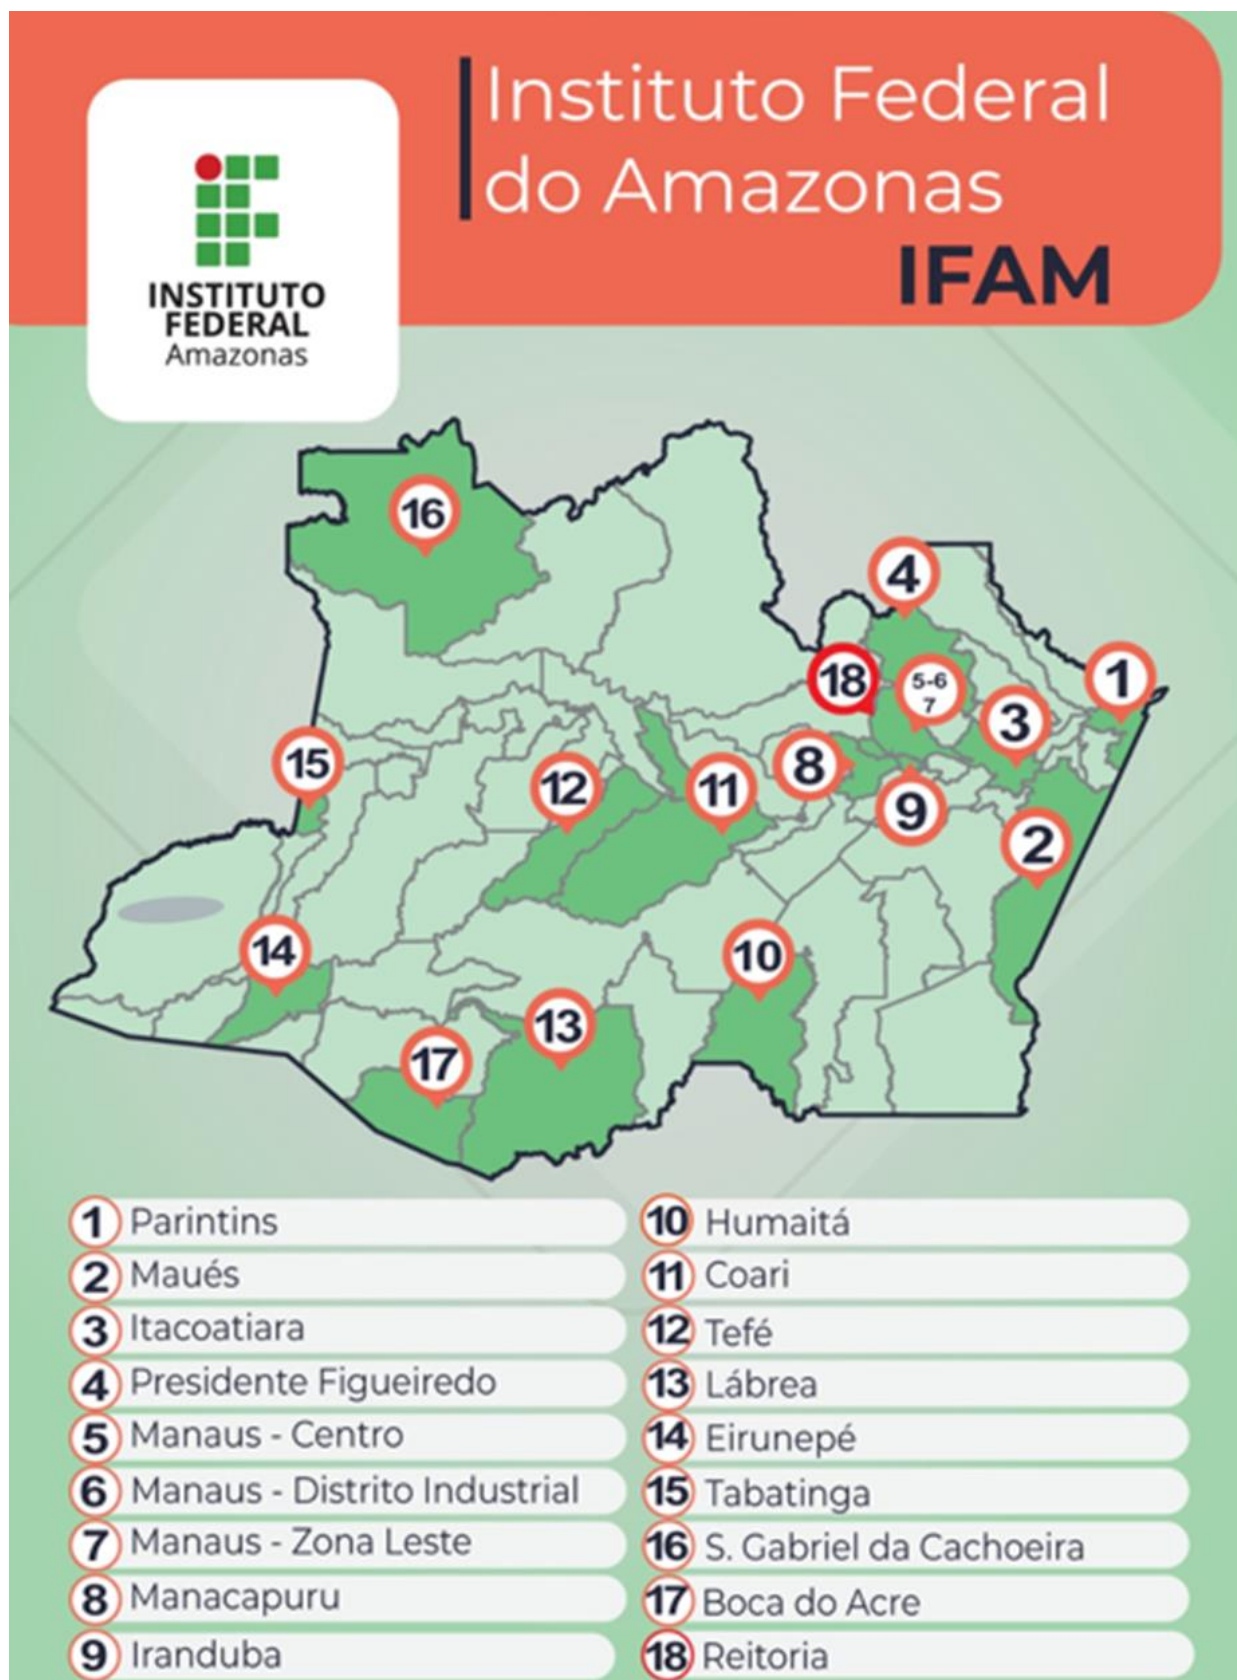 Instituto Federal
do Amazonas
IFAM
INSTITUTO
FEDERAL
Amazonas
16
4
18
5-6
7
1
3
15
12
11
8
9
2
14
10
13
17
1 Parintins
2 Maués
3 Itacoatiara
4 Presidente Figueiredo
5 Manaus - Centro
6 Manaus - Distrito Industrial
7 Manaus - Zona Leste
8 Manacapuru
9 Iranduba
10 Humaitá
11 Coari
12 Tefé
13 Lábrea
14 Eirunepé
15 Tabatinga
16 S. Gabriel da Cachoeira
17 Boca do Acre
18 Reitoria